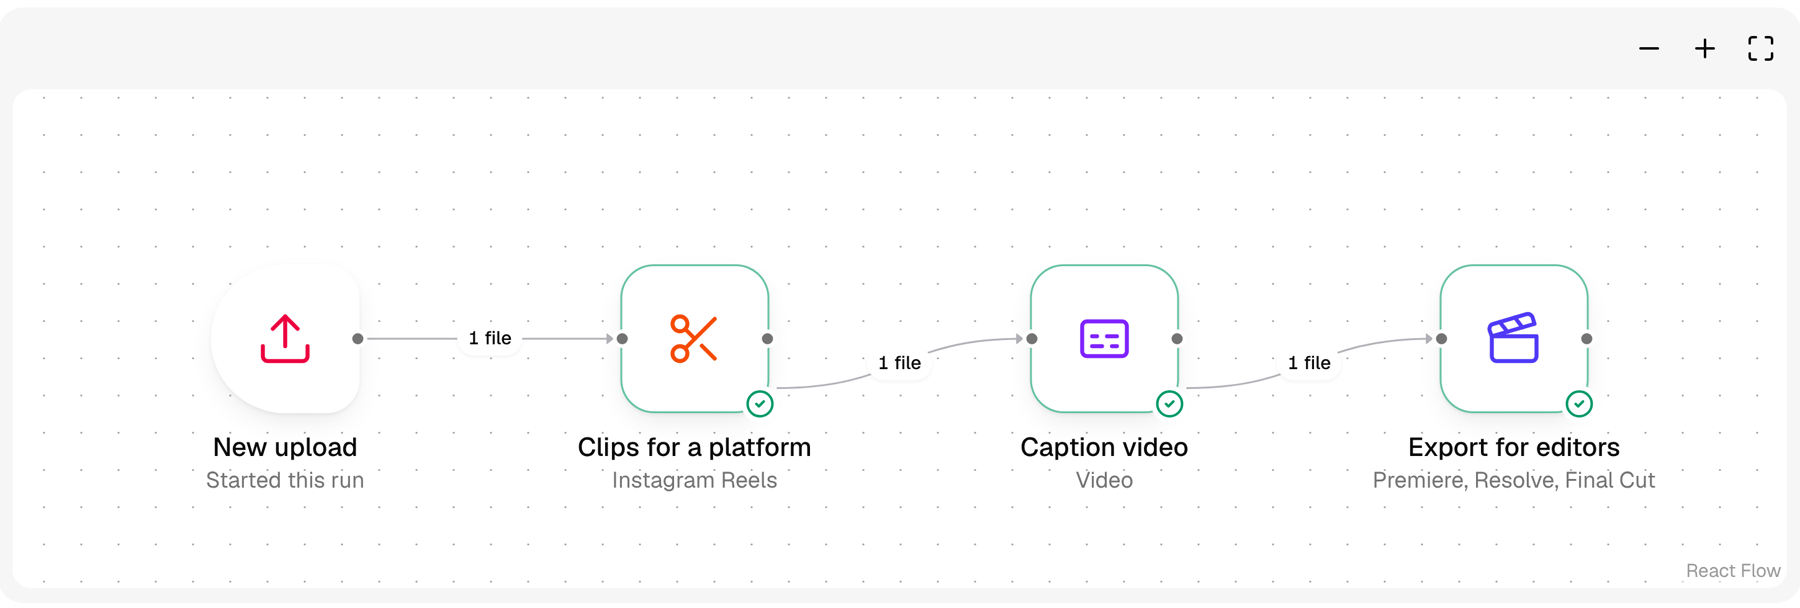 1 file
1 file
1 file
New upload
Started this run
Clips for a platform
Instagram Reels
Caption video
Video
Export for editors
Premiere, Resolve, Final Cut
React Flow